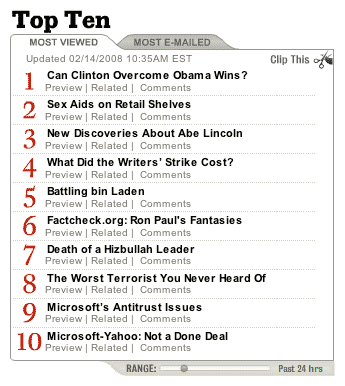 Top Ten
MOST VIEWED MOST E-MAILED
Updated 02/14/2008 10:35AM EST Clip This
1 Can Clinton Overcome Obama Wins?
Preview | Related | Comments
2 Sex Aids on Retail Shelves
Preview | Related | Comments
3 New Discoveries About Abe Lincoln
Preview | Related | Comments
4 What Did the Writers' Strike Cost?
Preview | Related | Comments
5 Battling bin Laden
Preview | Related | Comments
6 Factcheck.org: Ron Paul's Fantasies
Preview | Related | Comments
7 Death of a Hizbullah Leader
Preview | Related | Comments
8 The Worst Terrorist You Never Heard Of
Preview | Related | Comments
9 Microsoft's Antitrust Issues
Preview | Related | Comments
10 Microsoft-Yahoo: Not a Done Deal
Preview | Related | Comments
RANGE: Past 24 hrs